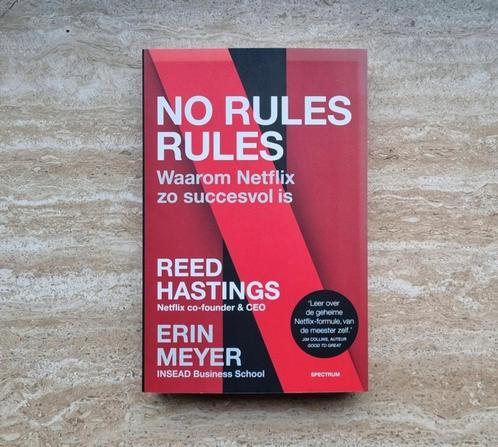 NO RULES
RULES
Waarom Netflix
zo succesvol is
REED
HASTINGS
Netflix co-founder & CEO
ERIN
MEYER
INSEAD Business School
"Leer over
de geheime
Netflix-formule, van
de meester zelf."
JIM COLLINS, AUTEUR
GOOD TO GREAT
SPECTRUM